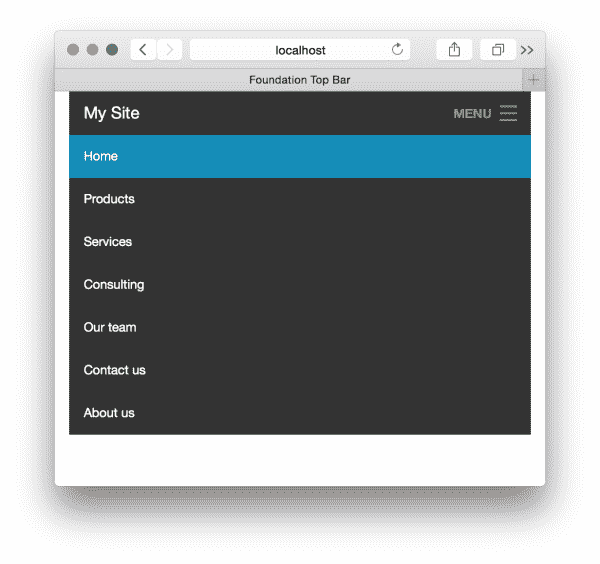 localhost
Foundation Top Bar
My Site
MENU
Home
Products
Services
Consulting
Our team
Contact us
About us